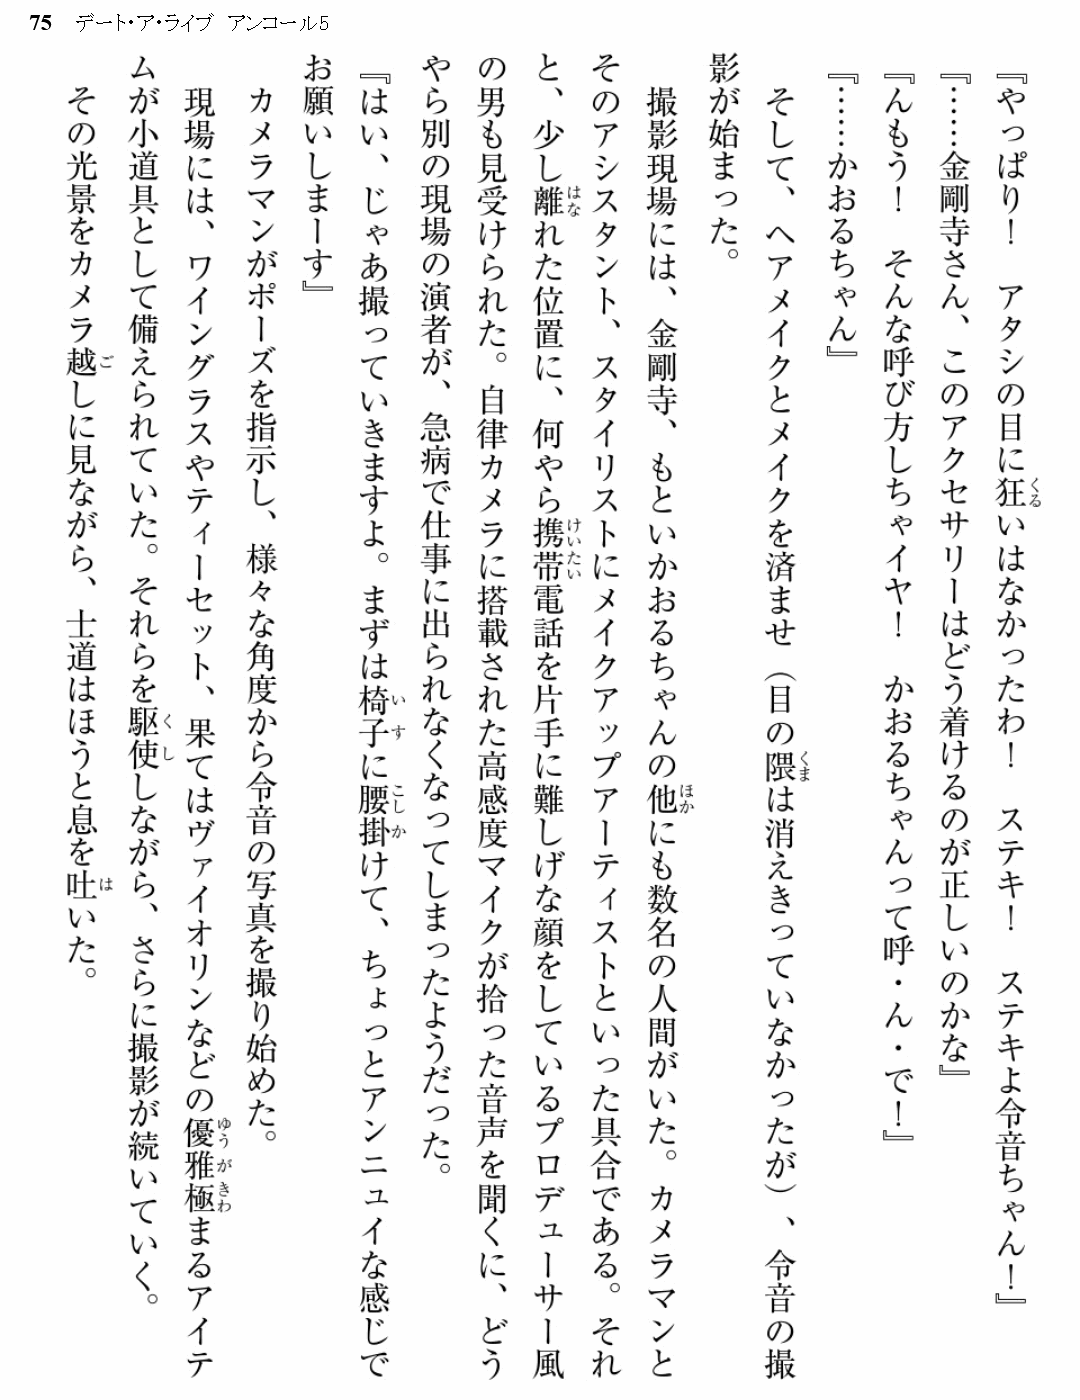 75　デート・ア・ライブ　アンコール5
『やっぱり！　アタシの目に狂いはなかったわ！　ステキ！　ステキよ令音ちゃん！』
『……金剛寺さん、このアクセサリーはどう着けるのが正しいのかな』
『んもう！　そんな呼び方しちゃイヤ！　かおるちゃんって呼・ん・で！』
『……かおるちゃん』
そして、ヘアメイクとメイクを済ませ（目の隈は消えきっていなかったが）、令音の撮
影が始まった。
撮影現場には、金剛寺、もといかおるちゃんの他にも数名の人間がいた。カメラマンと
そのアシスタント、スタイリストにメイクアップアーティストといった具合である。それ
と、少し離れた位置に、何やら携帯電話を片手に難しげな顔をしているプロデューサー風
の男も見受けられた。自律カメラに搭載された高感度マイクが拾った音声を聞くに、どう
やら別の現場の演者が、急病で仕事に出られなくなってしまったようだった。
『はい、じゃあ撮っていきますよ。まずは椅子に腰掛けて、ちょっとアンニュイな感じで
お願いしまーす』
カメラマンがポーズを指示し、様々な角度から令音の写真を撮り始めた。
現場には、ワイングラスやティーセット、果てはヴァイオリンなどの優雅極まるアイテ
ムが小道具として備えられていた。それらを駆使しながら、さらに撮影が続いていく。
その光景をカメラ越しに見ながら、士道はほうと息を吐いた。